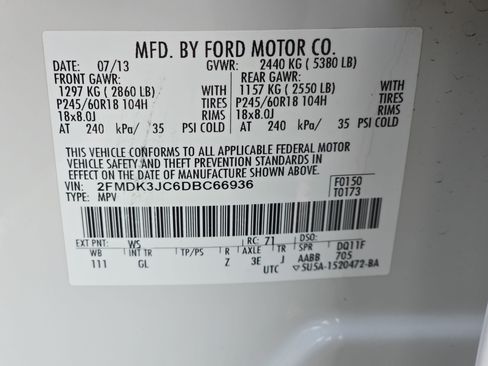 MFD. BY FORD MOTOR CO.
DATE: 07/13 GVWR: 2440 KG ( 5380 LB)
FRONT GAWR: REAR GAWR:
1297 KG ( 2860 LB) 1157 KG ( 2550 LB)
P245/60R18 104H TIRES P245/60R18 104H TIRES
18x8.0J RIMS 18x8.0J RIMS
AT 240 kPa/ 35 PSI COLD AT 240 kPa/ 35 PSI COLD
THIS VEHICLE CONFORMS TO ALL APPLICABLE FEDERAL MOTOR
VEHICLE SAFETY AND THEFT PREVENTION STANDARDS IN
EFFECT ON THE DATE OF MANUFACTURE SHOWN ABOVE.
VIN: 2FMDK3JC6DBC66936 F0150
TYPE: MPV T0173
EXT PNT: WS RC: 71 DSO:
WB INT TR TP/PS R AXLE TR SPR DQ11F
111 GL Z 3E J AABB 705
UTC 5U5A-1520472-BA